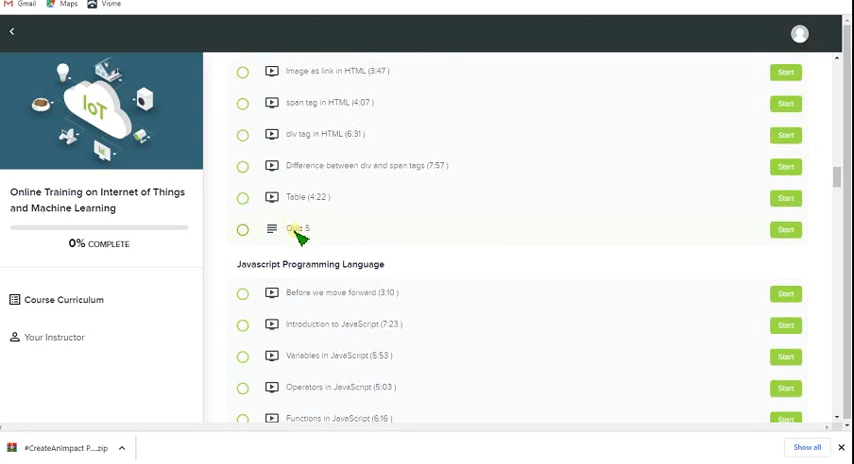 Gmail Maps Visme
IoT
Online Training on Internet of Things
and Machine Learning
0% COMPLETE
Course Curriculum
Your Instructor
Image as link in HTML (3:47 ) Start
span tag in HTML (4:07 ) Start
div tag in HTML (6:31 ) Start
Difference between div and span tags (7:57 ) Start
Table (4:22 ) Start
Quiz 5 Start
Javascript Programming Language
Before we move forward (3:10 ) Start
Introduction to JavaScript (7:23 ) Start
Variables in JavaScript (5:53 ) Start
Operators in JavaScript (5:03 ) Start
Functions in JavaScript (6:16 ) Start
#CreateAnImpact P....zip Show all